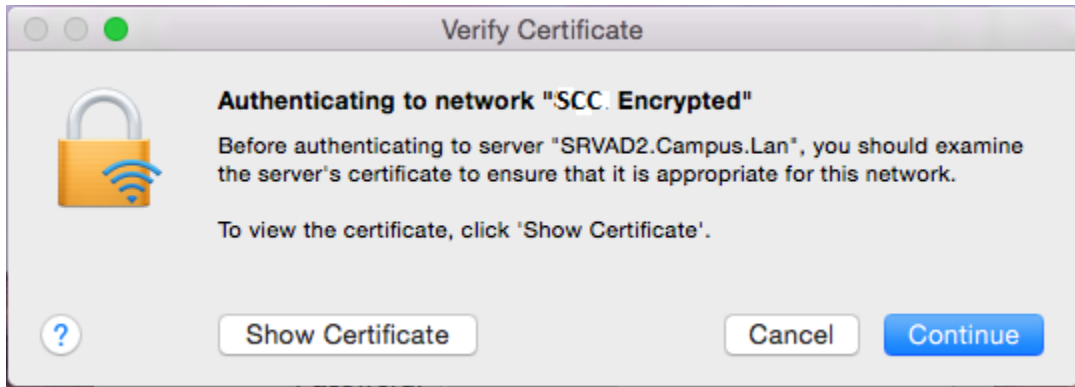 Verify Certificate
Authenticating to network "SCC. Encrypted"
Before authenticating to server "SRVAD2.Campus.Lan", you should examine
the server's certificate to ensure that it is appropriate for this network.
To view the certificate, click 'Show Certificate'.
?
Show Certificate
Cancel
Continue